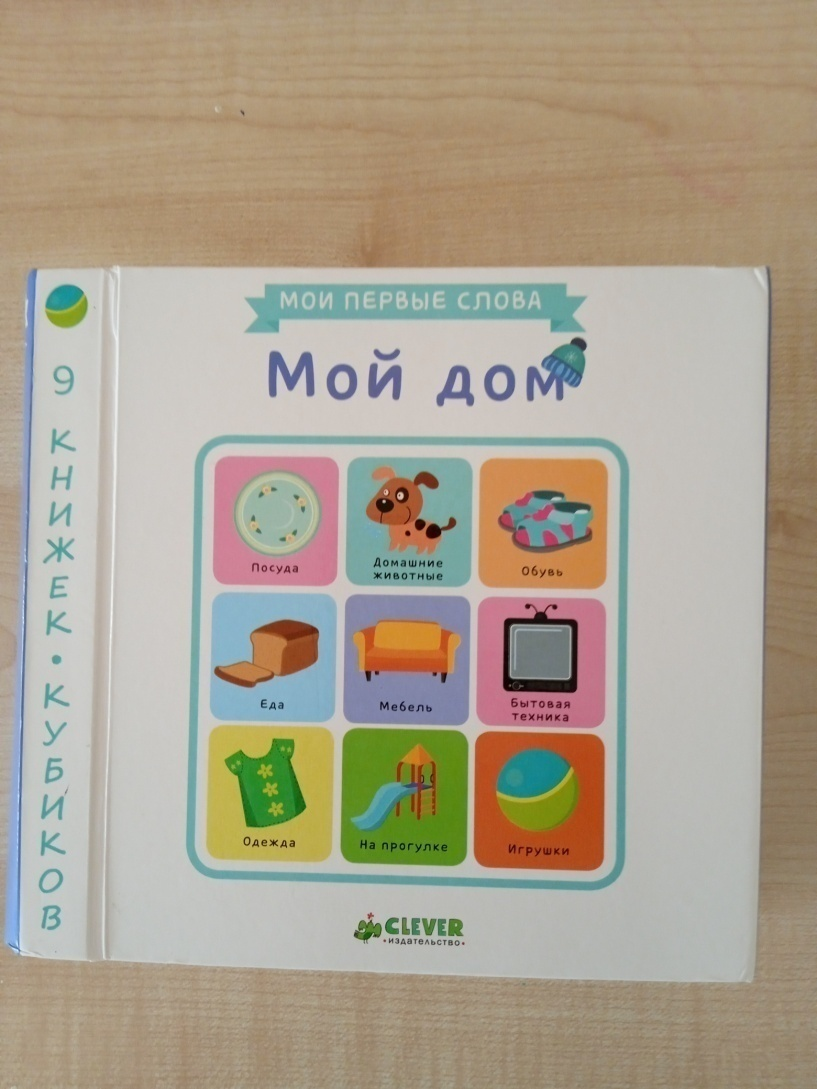 9 КНИЖЕК • КУБИКОВ
МОИ ПЕРВЫЕ СЛОВА
Мой дом
Посуда
Домашние
животные
Обувь
Еда
Мебель
Бытовая
техника
Одежда
На прогулке
Игрушки
CLEVER
•издательство•